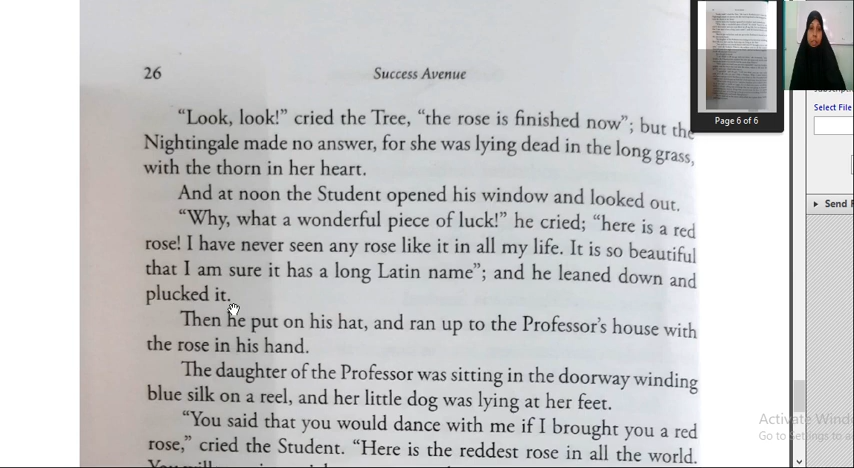 26 Success Avenue
“Look, look!” cried the Tree, “the rose is finished now”; but the
Nightingale made no answer, for she was lying dead in the long grass,
with the thorn in her heart.
And at noon the Student opened his window and looked out.
“Why, what a wonderful piece of luck!” he cried; “here is a red
rose! I have never seen any rose like it in all my life. It is so beautiful
that I am sure it has a long Latin name”; and he leaned down and
plucked it.
Then he put on his hat, and ran up to the Professor’s house with
the rose in his hand.
The daughter of the Professor was sitting in the doorway winding
blue silk on a reel, and her little dog was lying at her feet.
“You said that you would dance with me if I brought you a red
rose,” cried the Student. “Here is the reddest rose in all the world.
Page 6 of 6
Select File
Send
Activate Windo
Go to Settings to a